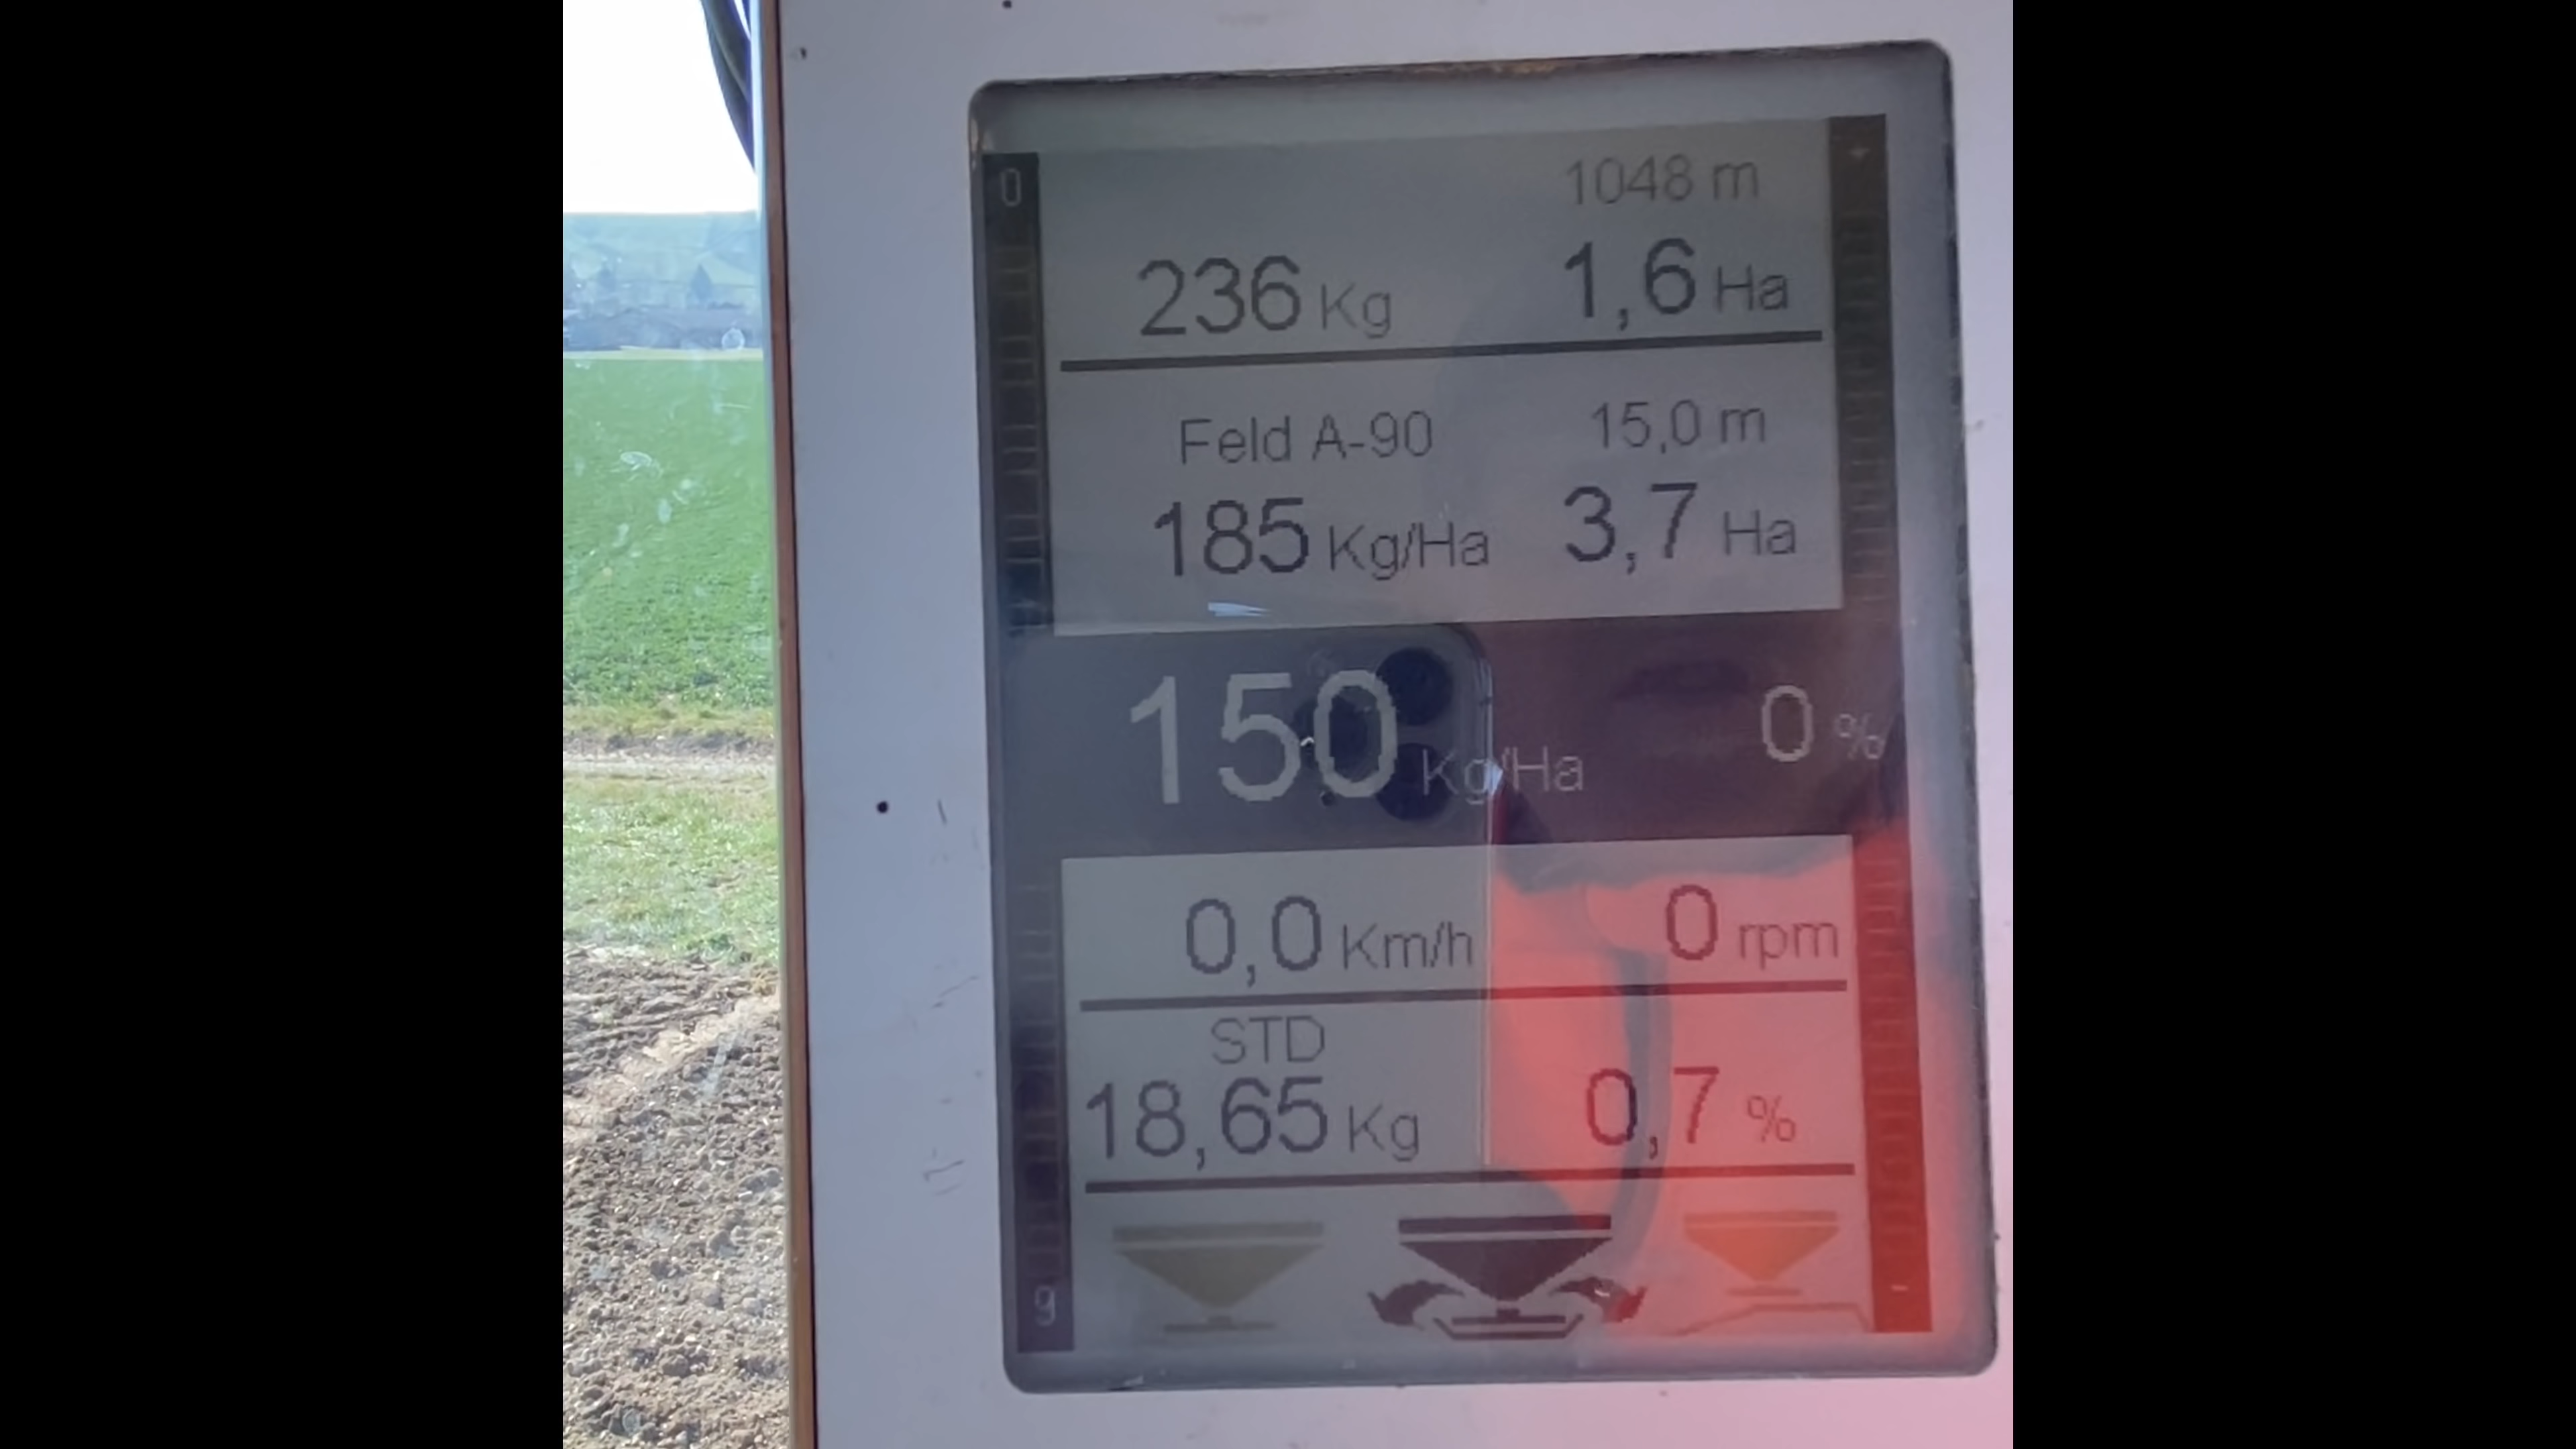 0
1048 m
236 Kg 1,6 Ha
Feld A-90 15,0 m
185 Kg/Ha 3,7 Ha
150 Kg/Ha 0 %
0,0 Km/h 0 rpm
STD
18,65 Kg 0,7 %
9